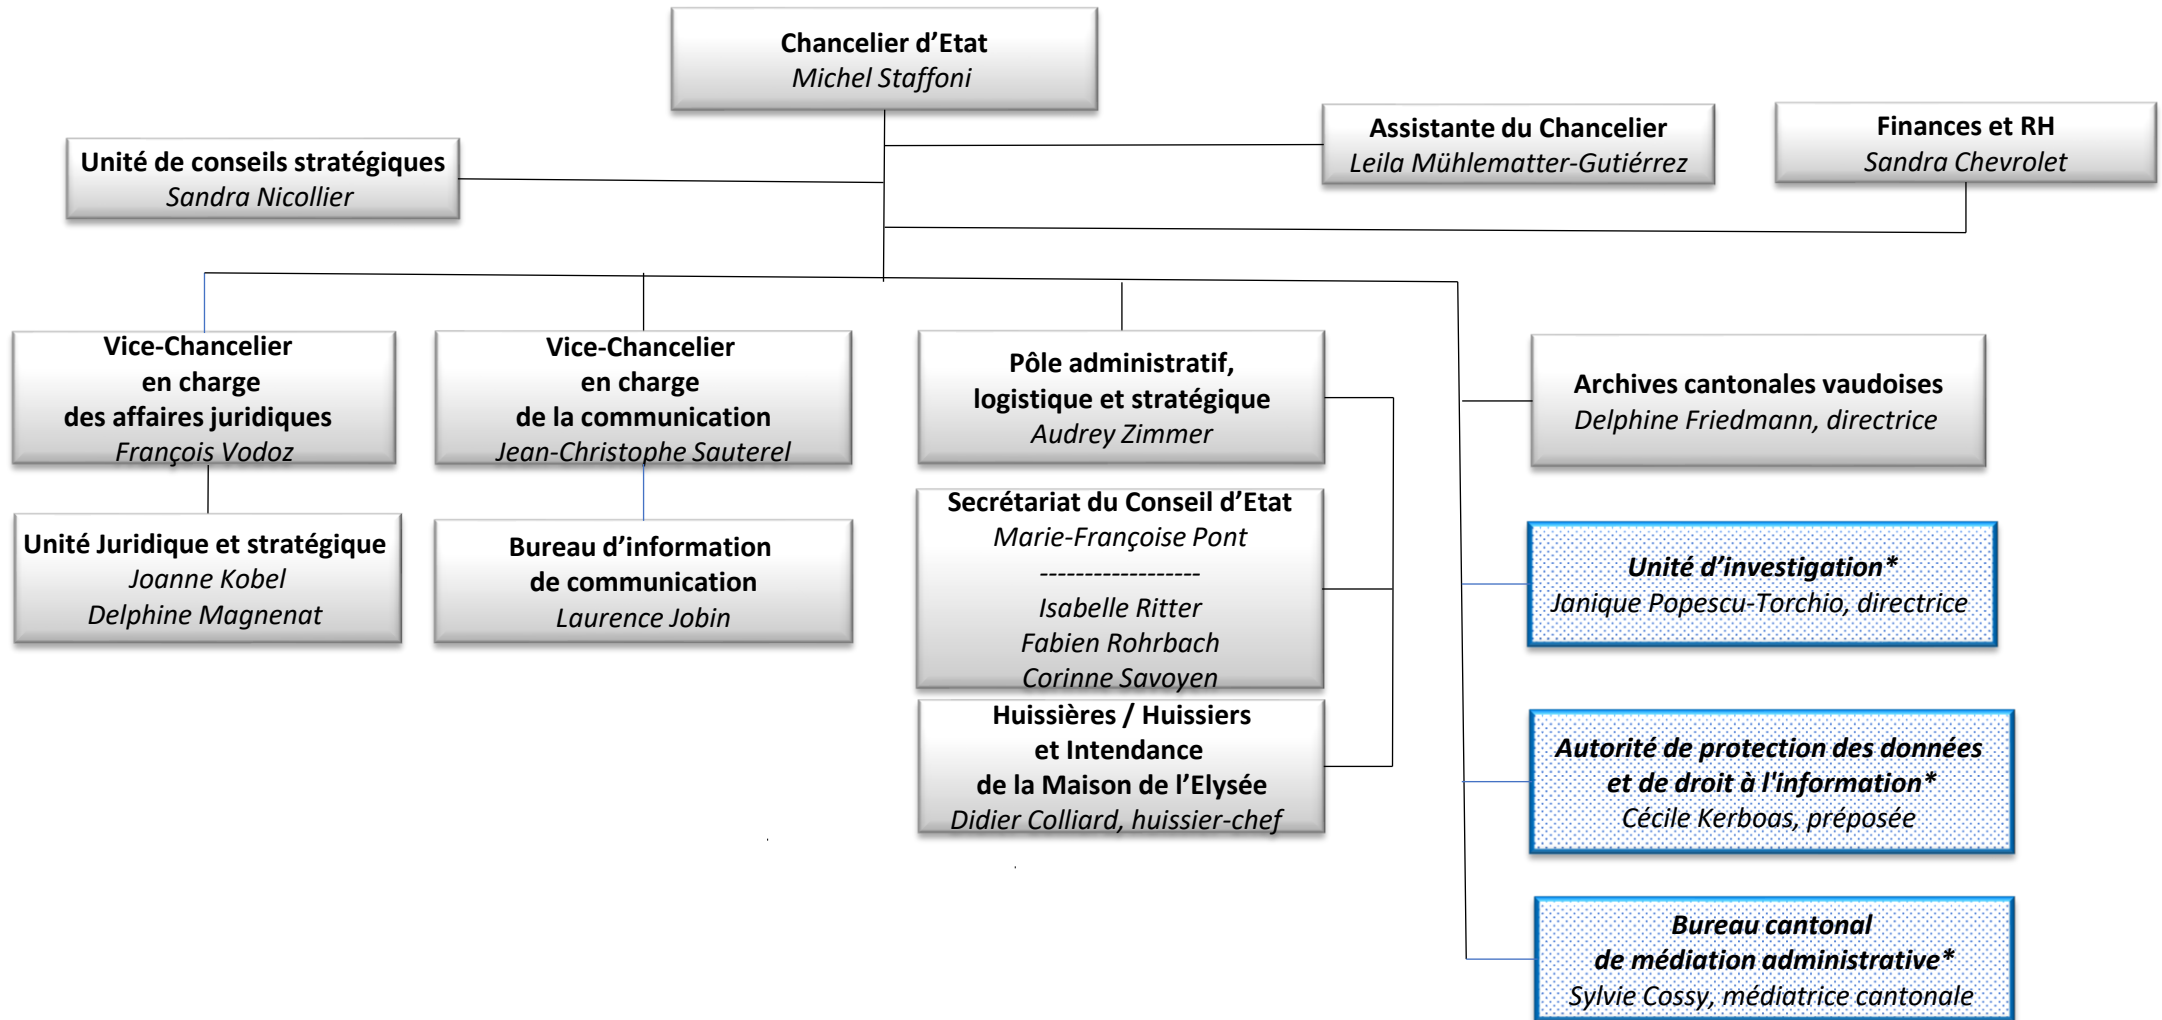 Chancelier d’Etat
Michel Staffoni
Assistante du Chancelier
Leila Mühlematter-Gutiérrez
Finances et RH
Sandra Chevrolet
Unité de conseils stratégiques
Sandra Nicollier
Vice-Chancelier
en charge
des affaires juridiques
François Vodoz
Unité Juridique et stratégique
Joanne Kobel
Delphine Magnenat
Vice-Chancelier
en charge
de la communication
Jean-Christophe Sauterel
Bureau d’information
de communication
Laurence Jobin
Pôle administratif,
logistique et stratégique
Audrey Zimmer
Secrétariat du Conseil d’Etat
Marie-Françoise Pont
------------------
Isabelle Ritter
Fabien Rohrbach
Corinne Savoyen
Huissières / Huissiers
et Intendance
de la Maison de l’Elysée
Didier Colliard, huissier-chef
Archives cantonales vaudoises
Delphine Friedmann, directrice
Unité d’investigation*
Janique Popescu-Torchio, directrice
Autorité de protection des données
et de droit à l'information*
Cécile Kerboas, préposée
Bureau cantonal
de médiation administrative*
Sylvie Cossy, médiatrice cantonale